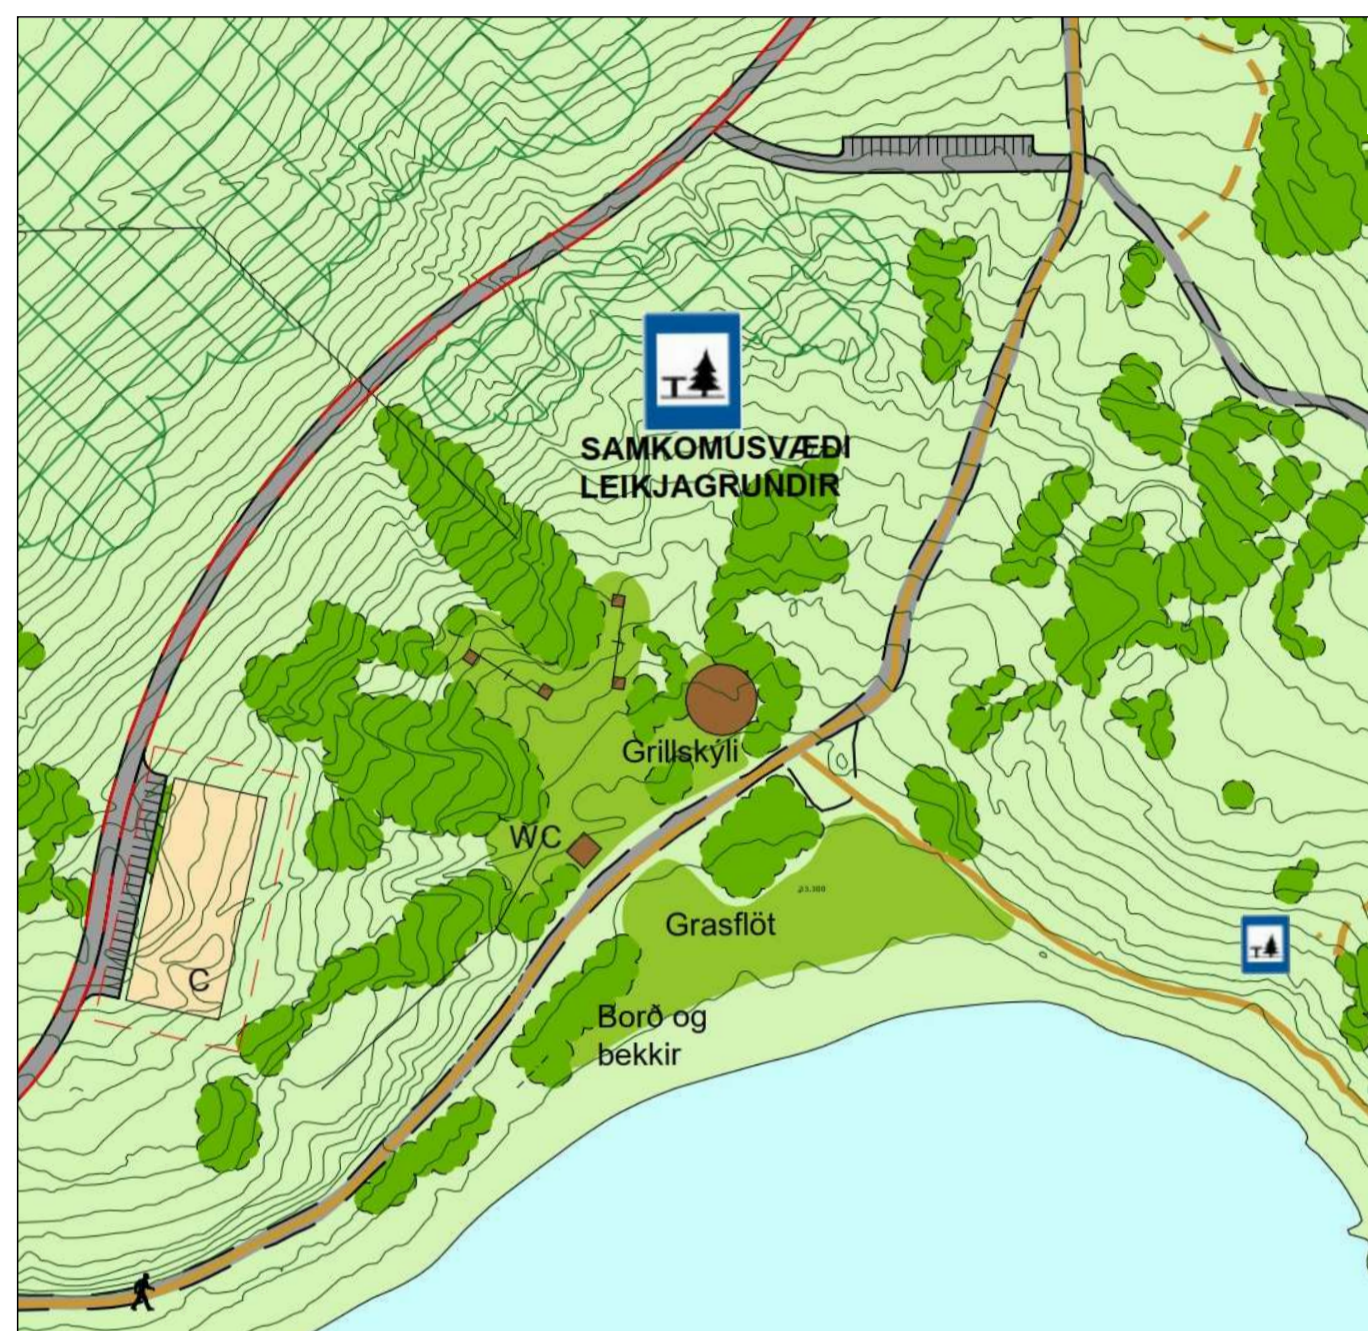 SAMKOMUSVÆÐI
LEIKJAGRUNDIR
Grillskýli
WC
Grasflöt
C
Borð og
bekkir